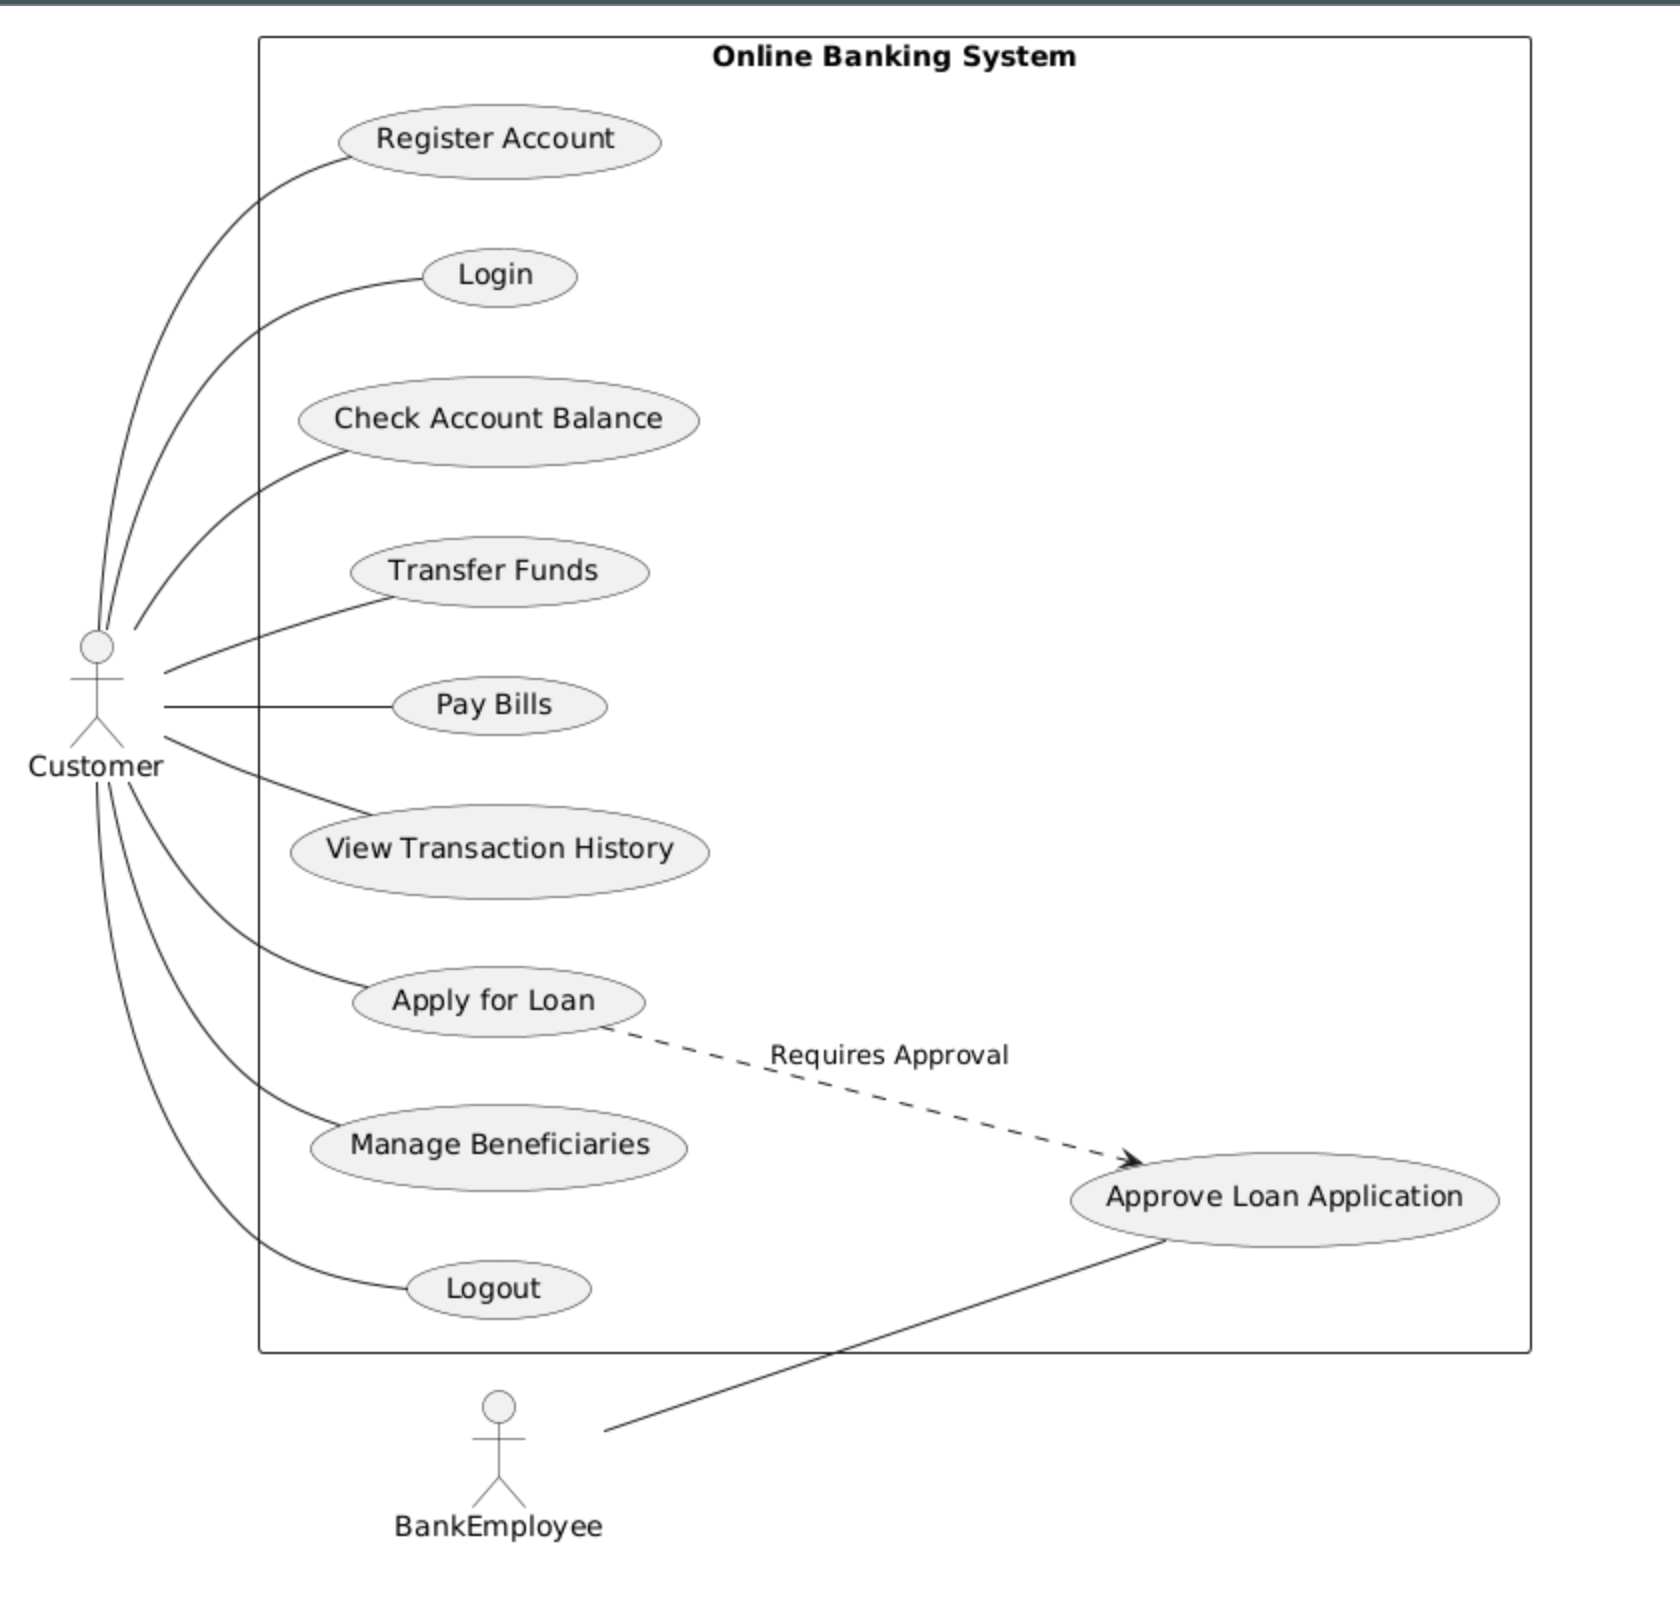 Online Banking System
Register Account
Login
Check Account Balance
Transfer Funds
Pay Bills
Customer
View Transaction History
Apply for Loan
Requires Approval
Manage Beneficiaries
Approve Loan Application
Logout
BankEmployee